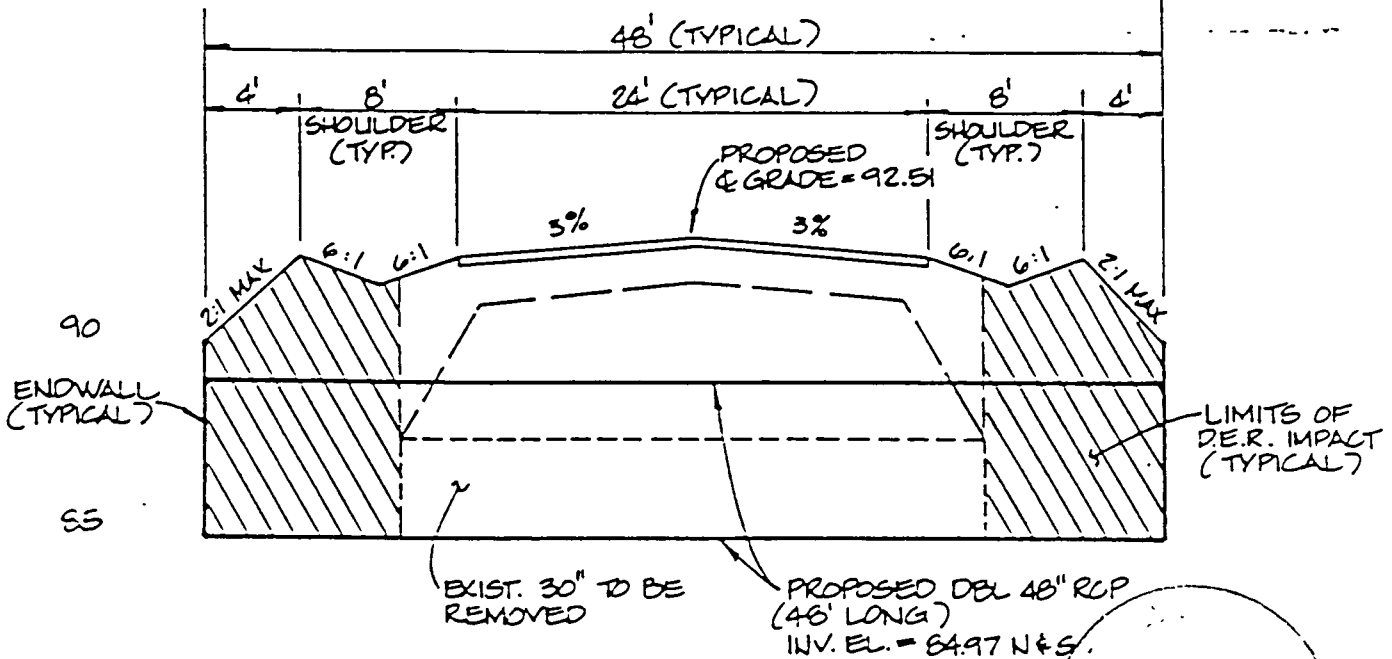 48' (TYPICAL)
4'
8'
24' (TYPICAL)
8'
4'
SHOULDER
(TYP.)
SHOULDER
(TYP.)
PROPOSED
℄ GRADE = 92.51
3%
3%
2:1 MAX
6:1
6:1
6:1
6:1
2:1 MAX
90
ENDWALL
(TYPICAL)
LIMITS OF
D.E.R. IMPACT
(TYPICAL)
85
EXIST. 30" TO BE
REMOVED
PROPOSED DBL 48" RCP
(48' LONG)
INV. EL. = 84.97 N & S.